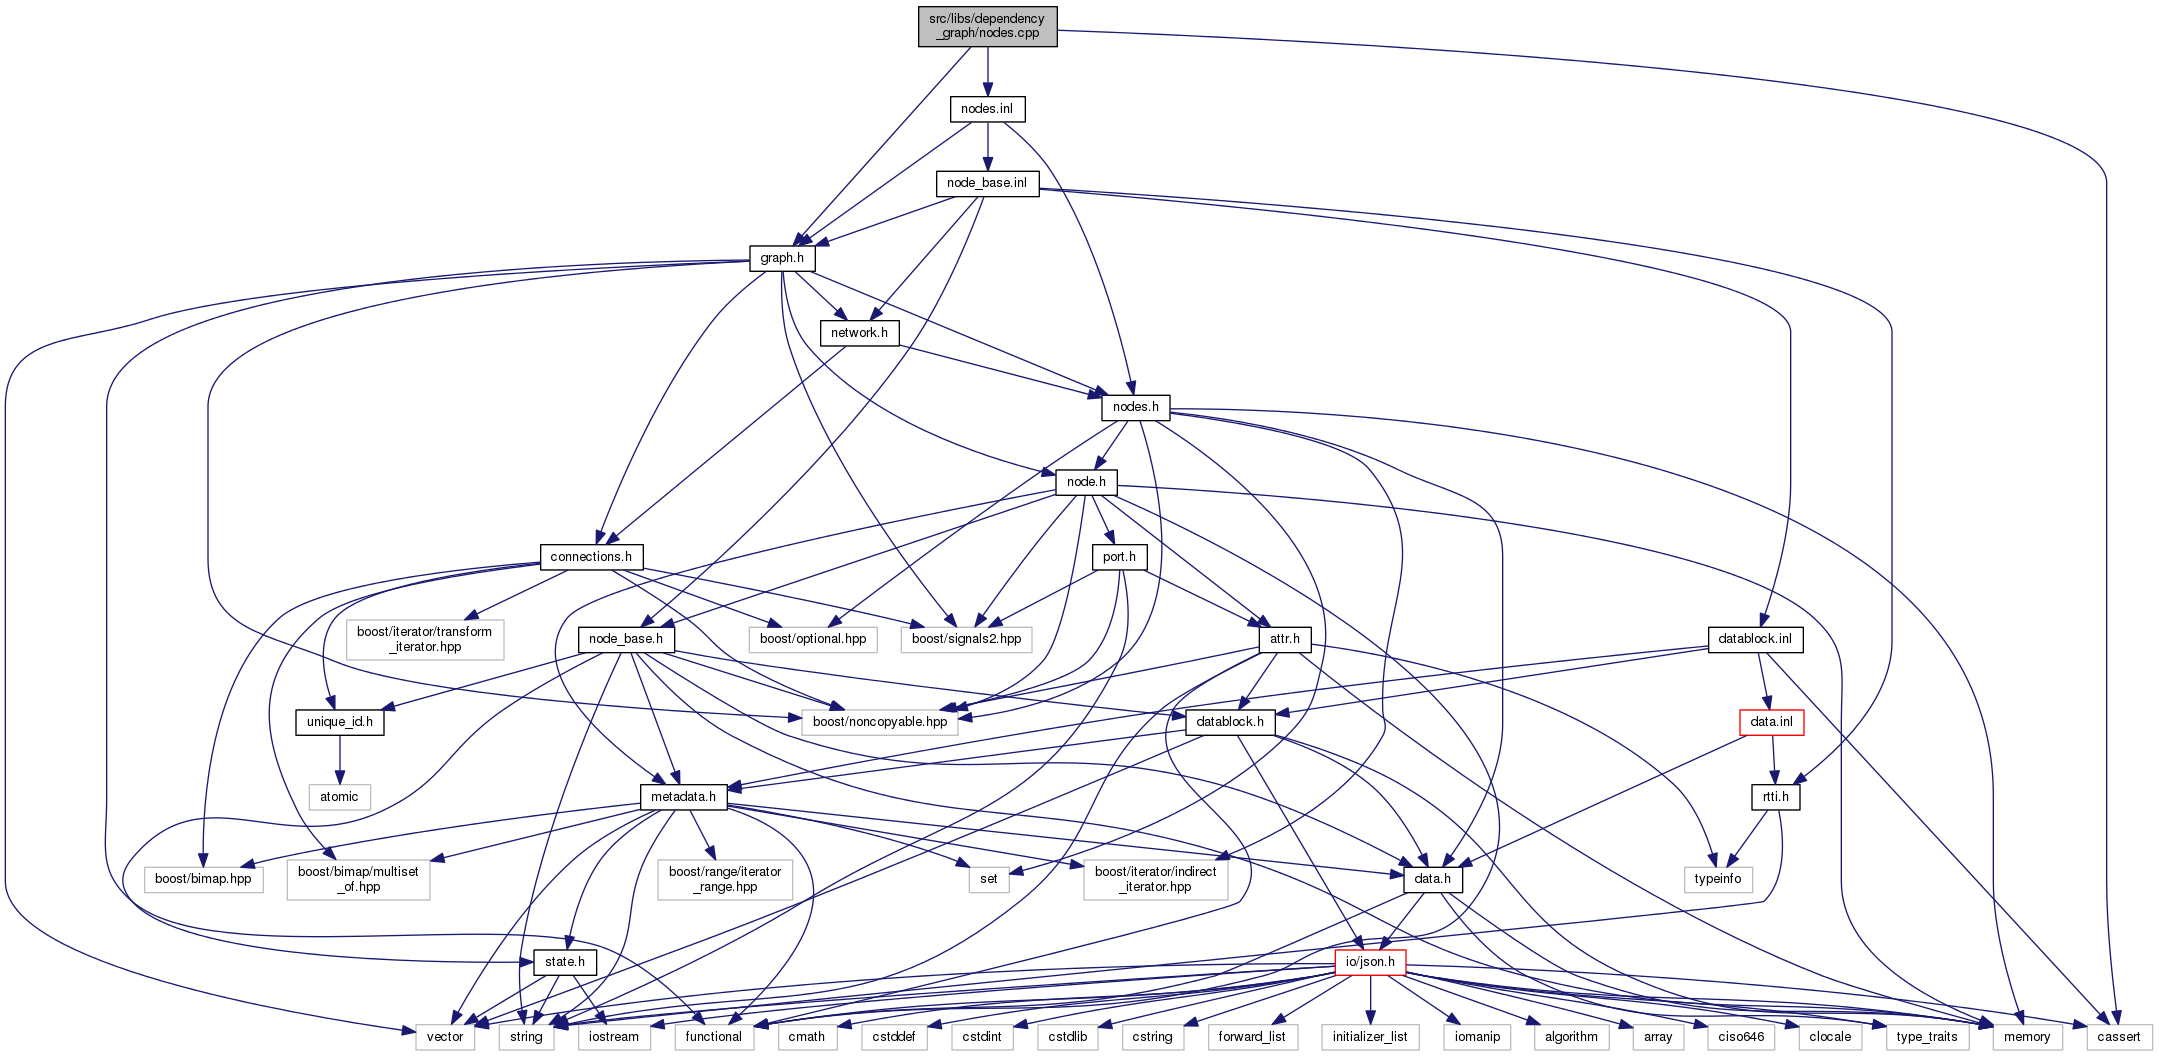 src/libs/dependency
_graph/nodes.cpp
nodes.inl
node_base.inl
graph.h
network.h
nodes.h
node.h
connections.h
port.h
boost/iterator/transform
_iterator.hpp
node_base.h
boost/optional.hpp
boost/signals2.hpp
attr.h
datablock.inl
unique_id.h
boost/noncopyable.hpp
datablock.h
data.inl
atomic
metadata.h
rtti.h
boost/bimap.hpp
boost/bimap/multiset
_of.hpp
boost/range/iterator
_range.hpp
set
boost/iterator/indirect
_iterator.hpp
data.h
typeinfo
state.h
io/json.h
vector
string
iostream
functional
cmath
cstddef
cstdint
cstdlib
cstring
forward_list
initializer_list
iomanip
algorithm
array
ciso646
clocale
type_traits
memory
cassert